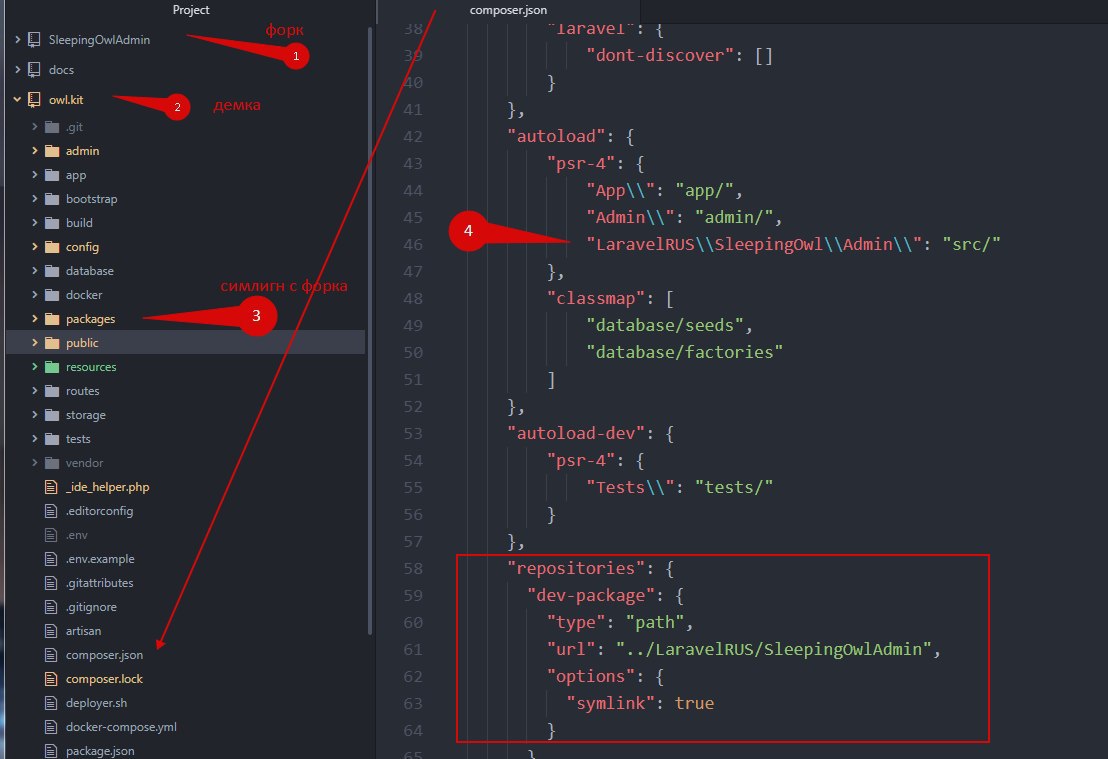 Project
SleepingOwlAdmin
форк
1
docs
owl.kit
2
демка
.git
admin
app
bootstrap
build
config
database
docker
симлигн с форка
packages
3
public
resources
routes
storage
tests
vendor
_ide_helper.php
.editorconfig
.env
.env.example
.gitattributes
.gitignore
artisan
composer.json
composer.lock
deployer.sh
docker-compose.yml
package.json
composer.json
38 "laravel": {
39 "dont-discover": []
40 }
41 },
42 "autoload": {
43 "psr-4": {
44 "App\\": "app/",
45 "Admin\\": "admin/",
4
46 "LaravelRUS\\SleepingOwl\\Admin\\": "src/"
47 },
48 "classmap": [
49 "database/seeds",
50 "database/factories"
51 ]
52 },
53 "autoload-dev": {
54 "psr-4": {
55 "Tests\\": "tests/"
56 }
57 },
58 "repositories": {
59 "dev-package": {
60 "type": "path",
61 "url": "../LaravelRUS/SleepingOwlAdmin",
62 "options": {
63 "symlink": true
64 }
65 }